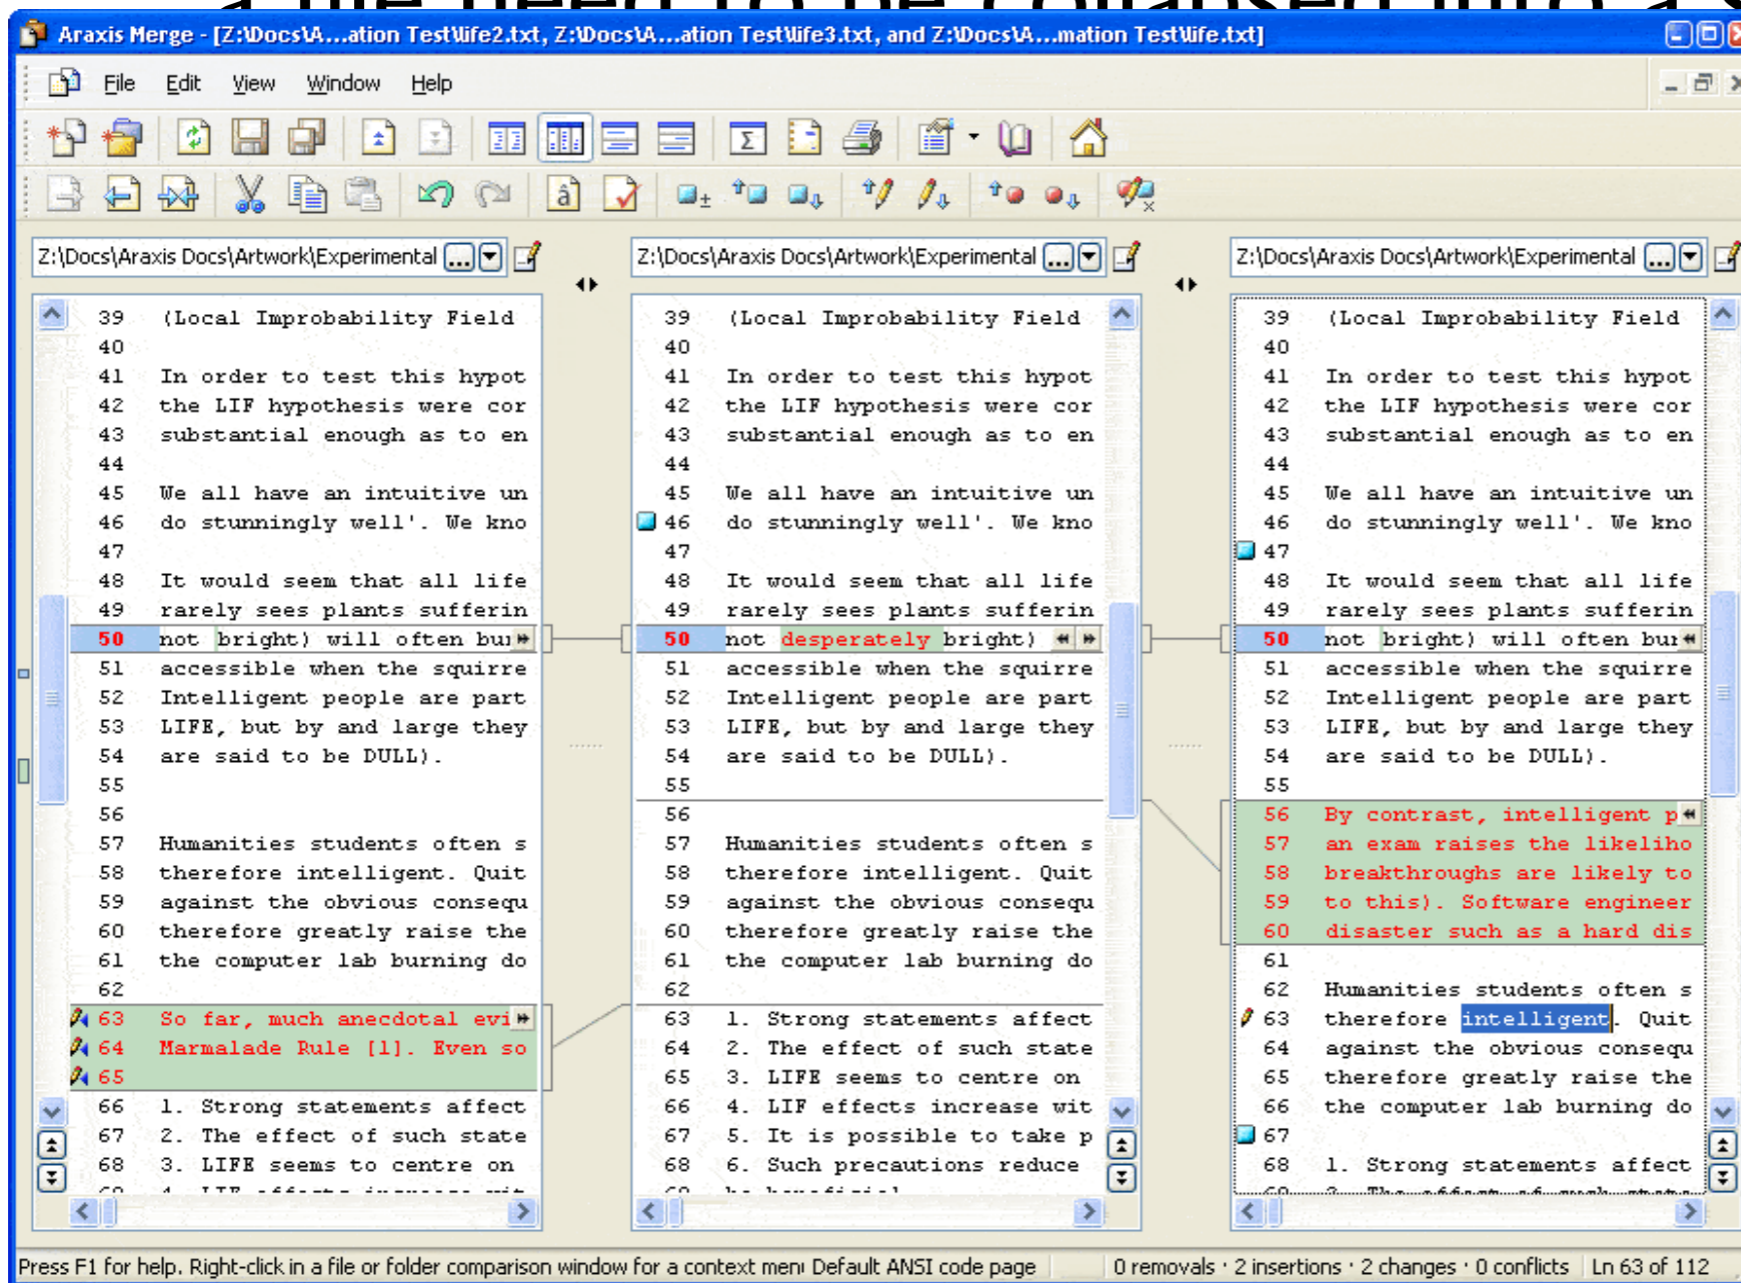 a file need to be collapsed into a s
Araxis Merge - [Z:\Docs\A...ation Test\life2.txt, Z:\Docs\A...ation Test\life3.txt, and Z:\Docs\A...mation Test\life.txt]
File Edit View Window Help
Z:\Docs\Araxis Docs\Artwork\Experimental ...
39 (Local Improbability Field
40
41 In order to test this hypot
42 the LIF hypothesis were cor
43 substantial enough as to en
44
45 We all have an intuitive un
46 do stunningly well'. We kno
47
48 It would seem that all life
49 rarely sees plants sufferin
50 not bright) will often bur
51 accessible when the squirre
52 Intelligent people are part
53 LIFE, but by and large they
54 are said to be DULL).
55
56
57 Humanities students often s
58 therefore intelligent. Quit
59 against the obvious consequ
60 therefore greatly raise the
61 the computer lab burning do
62
63 So far, much anecdotal evi
64 Marmalade Rule [1]. Even so
65
66 1. Strong statements affect
67 2. The effect of such state
68 3. LIFE seems to centre on
Z:\Docs\Araxis Docs\Artwork\Experimental ...
39 (Local Improbability Field
40
41 In order to test this hypot
42 the LIF hypothesis were cor
43 substantial enough as to en
44
45 We all have an intuitive un
46 do stunningly well'. We kno
47
48 It would seem that all life
49 rarely sees plants sufferin
50 not desperately bright)
51 accessible when the squirre
52 Intelligent people are part
53 LIFE, but by and large they
54 are said to be DULL).
55
56
57 Humanities students often s
58 therefore intelligent. Quit
59 against the obvious consequ
60 therefore greatly raise the
61 the computer lab burning do
62
63 1. Strong statements affect
64 2. The effect of such state
65 3. LIFE seems to centre on
66 4. LIF effects increase wit
67 5. It is possible to take p
68 6. Such precautions reduce
Z:\Docs\Araxis Docs\Artwork\Experimental ...
39 (Local Improbability Field
40
41 In order to test this hypot
42 the LIF hypothesis were cor
43 substantial enough as to en
44
45 We all have an intuitive un
46 do stunningly well'. We kno
47
48 It would seem that all life
49 rarely sees plants sufferin
50 not bright) will often bur
51 accessible when the squirre
52 Intelligent people are part
53 LIFE, but by and large they
54 are said to be DULL).
55
56 By contrast, intelligent p
57 an exam raises the likeliho
58 breakthroughs are likely to
59 to this). Software engineer
60 disaster such as a hard dis
61
62 Humanities students often s
63 therefore intelligent. Quit
64 against the obvious consequ
65 therefore greatly raise the
66 the computer lab burning do
67
68 1. Strong statements affect
Press F1 for help. Right-click in a file or folder comparison window for a context menu Default ANSI code page 0 removals · 2 insertions · 2 changes · 0 conflicts Ln 63 of 112